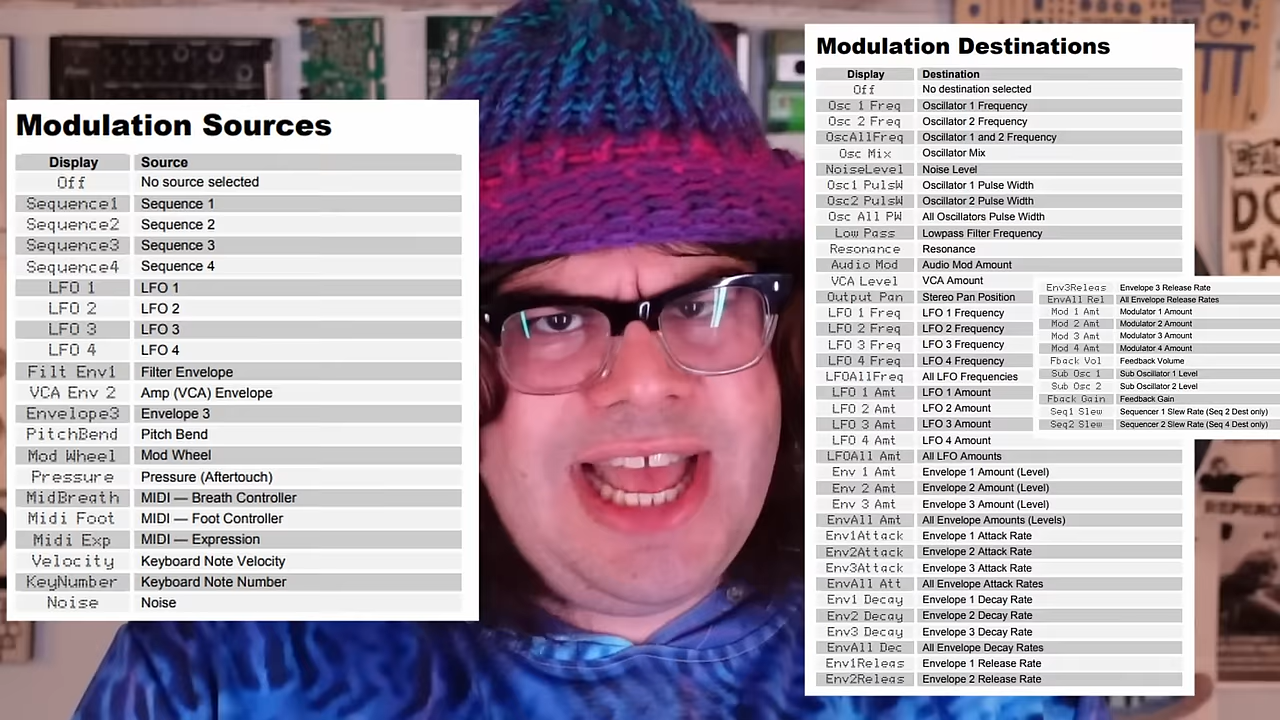 Modulation Sources
Display Source
Off No source selected
Sequence1 Sequence 1
Sequence2 Sequence 2
Sequence3 Sequence 3
Sequence4 Sequence 4
LFO 1 LFO 1
LFO 2 LFO 2
LFO 3 LFO 3
LFO 4 LFO 4
Filt Env1 Filter Envelope
VCA Env 2 Amp (VCA) Envelope
Envelope3 Envelope 3
PitchBend Pitch Bend
Mod Wheel Mod Wheel
Pressure Pressure (Aftertouch)
MidBreath MIDI — Breath Controller
Midi Foot MIDI — Foot Controller
Midi Exp MIDI — Expression
Velocity Keyboard Note Velocity
KeyNumber Keyboard Note Number
Noise Noise
Modulation Destinations
Display Destination
Off No destination selected
Osc 1 Freq Oscillator 1 Frequency
Osc 2 Freq Oscillator 2 Frequency
OscAllFreq Oscillator 1 and 2 Frequency
Osc Mix Oscillator Mix
NoiseLevel Noise Level
Osc1 PulsW Oscillator 1 Pulse Width
Osc2 PulsW Oscillator 2 Pulse Width
Osc All PW All Oscillators Pulse Width
Low Pass Lowpass Filter Frequency
Resonance Resonance
Audio Mod Audio Mod Amount
VCA Level VCA Amount
Output Pan Stereo Pan Position
LFO 1 Freq LFO 1 Frequency
LFO 2 Freq LFO 2 Frequency
LFO 3 Freq LFO 3 Frequency
LFO 4 Freq LFO 4 Frequency
LFOAllFreq All LFO Frequencies
LFO 1 Amt LFO 1 Amount
LFO 2 Amt LFO 2 Amount
LFO 3 Amt LFO 3 Amount
LFO 4 Amt LFO 4 Amount
LFOAll Amt All LFO Amounts
Env 1 Amt Envelope 1 Amount (Level)
Env 2 Amt Envelope 2 Amount (Level)
Env 3 Amt Envelope 3 Amount (Level)
EnvAll Amt All Envelope Amounts (Levels)
Env1Attack Envelope 1 Attack Rate
Env2Attack Envelope 2 Attack Rate
Env3Attack Envelope 3 Attack Rate
EnvAll Att All Envelope Attack Rates
Env1 Decay Envelope 1 Decay Rate
Env2 Decay Envelope 2 Decay Rate
Env3 Decay Envelope 3 Decay Rate
EnvAll Dec All Envelope Decay Rates
Env1Releas Envelope 1 Release Rate
Env2Releas Envelope 2 Release Rate
Env3Releas Envelope 3 Release Rate
EnvAll Rel All Envelope Release Rates
Mod 1 Amt Modulator 1 Amount
Mod 2 Amt Modulator 2 Amount
Mod 3 Amt Modulator 3 Amount
Mod 4 Amt Modulator 4 Amount
Fback Vol Feedback Volume
Sub Osc 1 Sub Oscillator 1 Level
Sub Osc 2 Sub Oscillator 2 Level
Fback Gain Feedback Gain
Seq1 Slew Sequencer 1 Slew Rate (Seq 2 Dest only)
Seq2 Slew Sequencer 2 Slew Rate (Seq 4 Dest only)